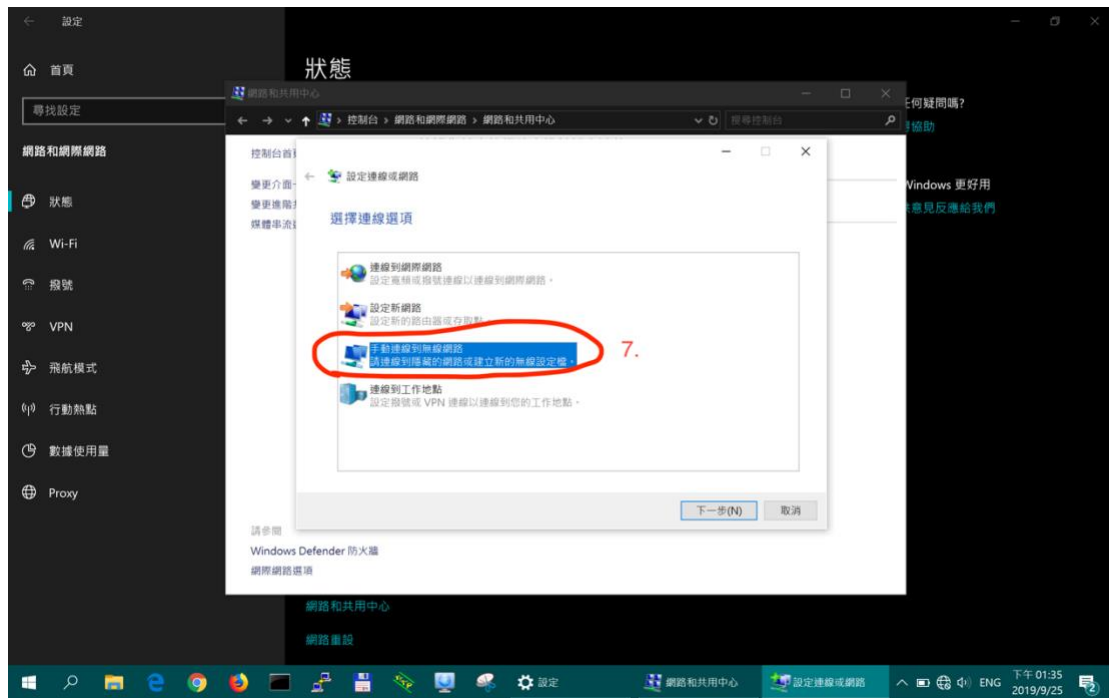 設定
首頁
尋找設定
網路和網際網路
狀態
Wi-Fi
撥號
VPN
飛航模式
行動熱點
數據使用量
Proxy
狀態
網路和共用中心
控制台 › 網路和網際網路 › 網路和共用中心
搜尋控制台
控制台首
變更介面
變更進階
媒體串流
設定連線或網路
選擇連線選項
連線到網際網路
設定寬頻或撥號連線以連線到網際網路。
設定新網路
設定新的路由器或存取點。
手動連線到無線網路
請連線到隱藏的網路或建立新的無線設定檔。
7.
連線到工作地點
設定撥號或 VPN 連線以連線到您的工作地點。
下一步(N)
取消
請參閱
Windows Defender 防火牆
網際網路選項
網路和共用中心
網路重設
任何疑問嗎?
協助
Windows 更好用
意見反應給我們
設定
網路和共用中心
設定連線或網路
ENG
下午 01:35
2019/9/25
2